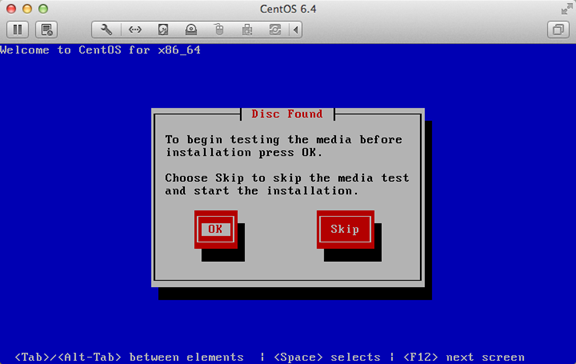 CentOS 6.4
Welcome to CentOS for x86_64
Disc Found
To begin testing the media before
installation press OK.
Choose Skip to skip the media test
and start the installation.
OK Skip
<Tab>/<Alt-Tab> between elements | <Space> selects | <F12> next screen